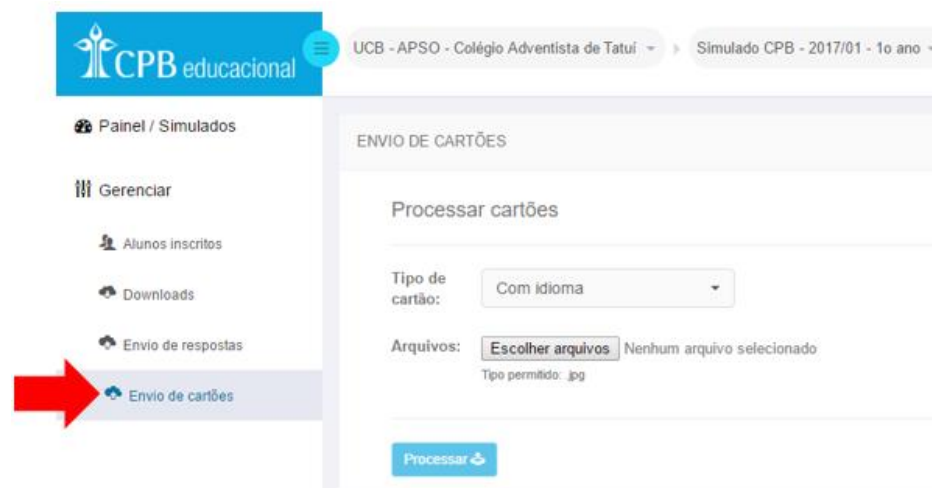 CPB educacional
UCB - APSO - Colégio Adventista de Tatuí
Simulado CPB - 2017/01 - 1o ano
Painel / Simulados
Gerenciar
Alunos inscritos
Downloads
Envio de respostas
Envio de cartões
ENVIO DE CARTÕES
Processar cartões
Tipo de
cartão:
Com idioma
Arquivos:
Escolher arquivos Nenhum arquivo selecionado
Tipo permitido: .jpg
Processar